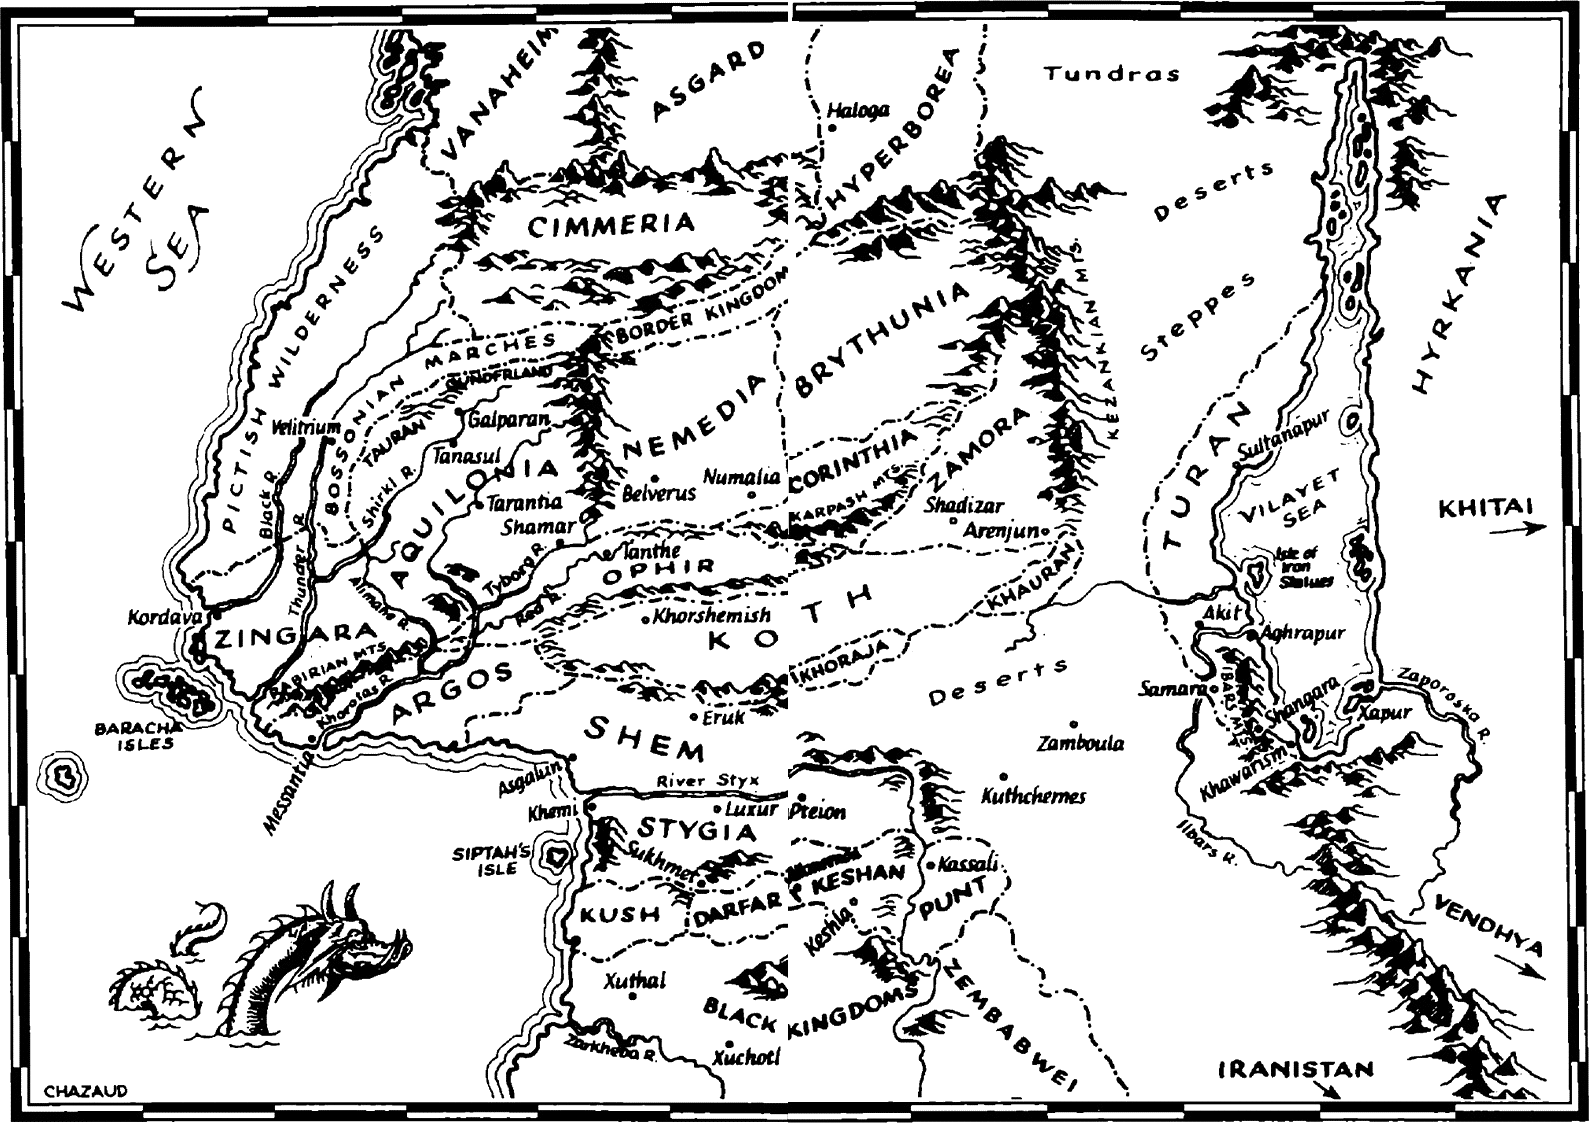 VANAHEIM
ASGARD
HYPERBOREA
Haloga
Tundras
WESTERN
SEA
CIMMERIA
Deserts
HYRKANIA
PICTISH WILDERNESS
BORDER KINGDOM
BRYTHUNIA
KEZANKIAN MTS.
Steppes
BOSSONIAN MARCHES
GUNDERLAND
TAURAN
Velitrium
Galparan
Tanasul
NEMEDIA
CORINTHIA
ZAMORA
TURAN
Sultanapur
Black R.
Shirki R.
AQUILONIA
Tarantia
Shamar
Belverus
Numalia
KARPASH MTS.
Shadizar
Arenjun
VILAYET
SEA
KHITAI
Thunder R.
Alimane R.
Tyborg R.
Red R.
Tanthe
OPHIR
KHAURAN
Isle of
Iron
Statues
Kordava
ZINGARA
Khorshemish
KOTH
Akit
Aghrapur
RABIRIAN MTS.
Khorotas R.
ARGOS
KHORAJA
Deserts
Samara
ILBARS MTS.
Shangara
Xapur
Zaporoska R.
BARACHA
ISLES
Messantia
SHEM
Eruk
Zamboula
Khawarism
Asgalun
River Styx
Khemi
Luxur
Pteion
Kuthchemes
STYGIA
Ilbars R.
SIPTAH'S
ISLE
Sukhmet
KESHAN
Kassali
KUSH
DARFAR
PUNT
Keshia
VENDHYA
Xuthal
BLACK KINGDOMS
ZEMBABWEI
Zarkheba R.
Xuchotl
IRANISTAN
CHAZAUD